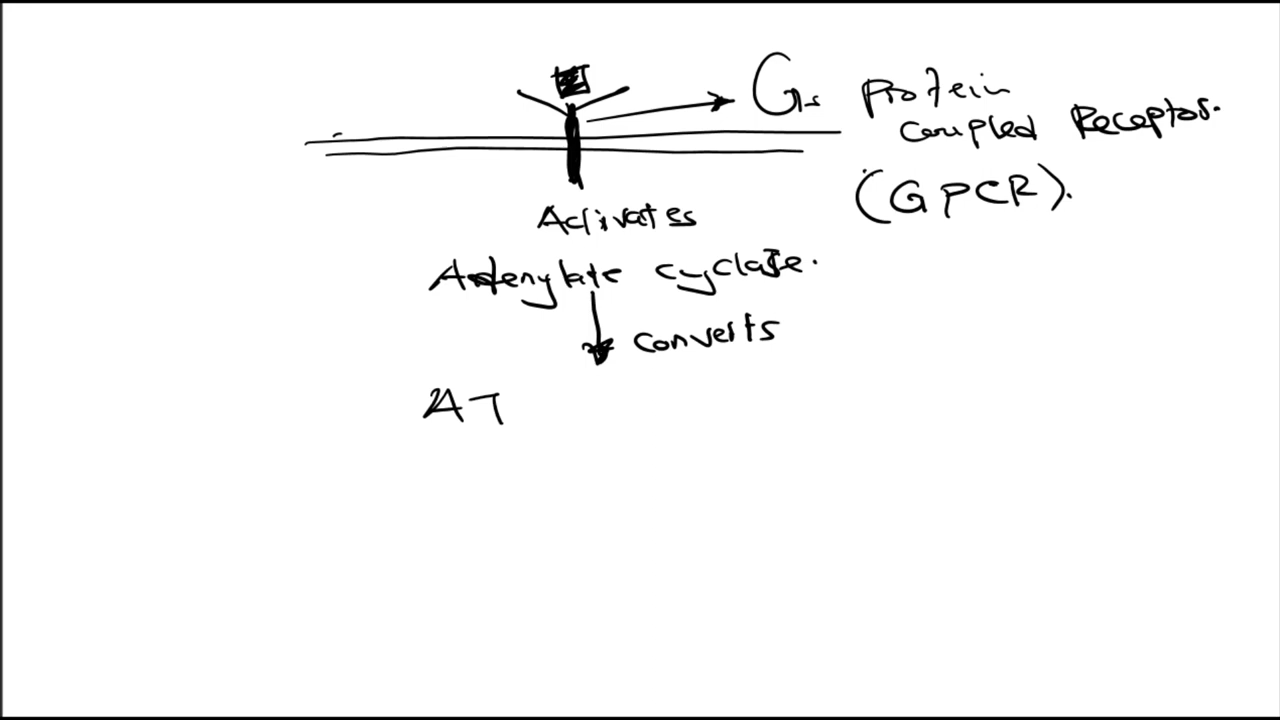 Gs Protein
Coupled Receptor.
(GPCR).
Activates
Adenylate cyclase.
Converts
AT